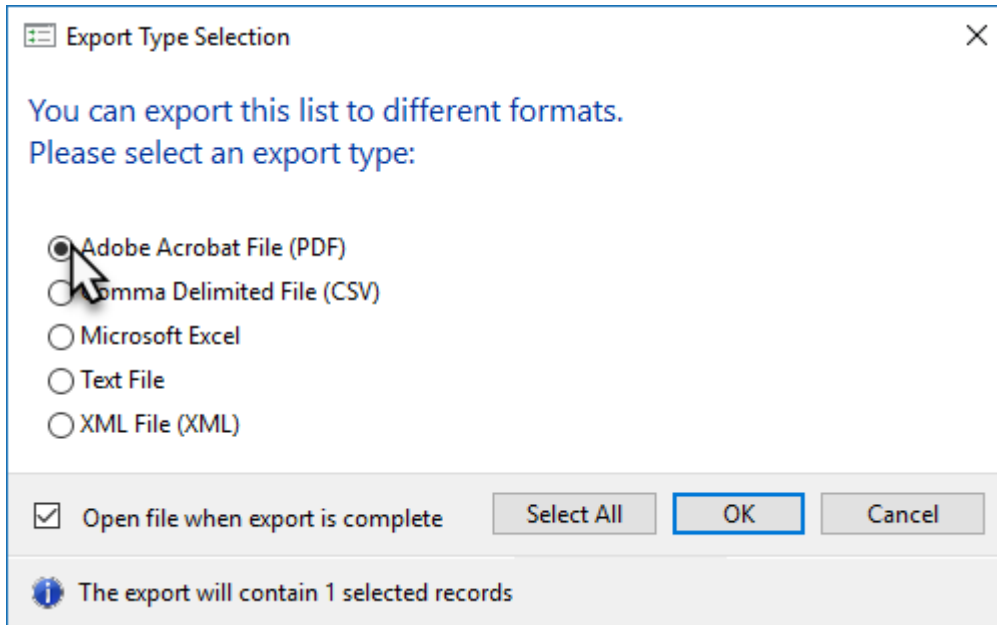 Export Type Selection
You can export this list to different formats.
Please select an export type:
Adobe Acrobat File (PDF)
Comma Delimited File (CSV)
Microsoft Excel
Text File
XML File (XML)
Open file when export is complete
Select All
OK
Cancel
The export will contain 1 selected records